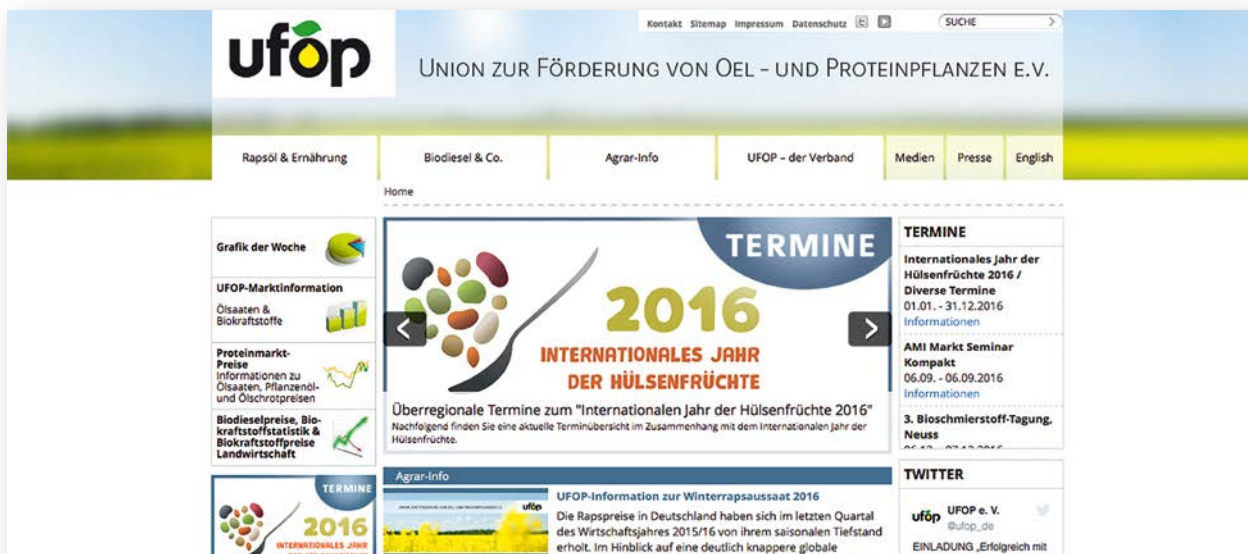 Kontakt Sitemap Impressum Datenschutz
SUCHE
ufop
UNION ZUR FÖRDERUNG VON OEL - UND PROTEINPFLANZEN E.V.
Rapsöl & Ernährung
Biodiesel & Co.
Agrar-Info
UFOP – der Verband
Medien
Presse
English
Home
Grafik der Woche
UFOP-Marktinformation
Ölsaaten &
Biokraftstoffe
Proteinmarkt-
Preise
Informationen zu
Ölsaaten, Pflanzenöl-
und Ölschrotpreisen
Biodieselpreise, Bio-
kraftstoffstatistik &
Biokraftstoffpreise
Landwirtschaft
TERMINE
2016
TERMINE
2016
INTERNATIONALES JAHR
DER HÜLSENFRÜCHTE
Überregionale Termine zum "Internationalen Jahr der Hülsenfrüchte 2016"
Nachfolgend finden Sie eine aktuelle Terminübersicht im Zusammenhang mit dem Internationalen Jahr der
Hülsenfrüchte.
Agrar-Info
ufop
UFOP-Information zur Winterrapsaussaat 2016
Die Rapspreise in Deutschland haben sich im letzten Quartal
des Wirtschaftsjahres 2015/16 von ihrem saisonalen Tiefstand
erholt. Im Hinblick auf eine deutlich knappere globale
TERMINE
Internationales Jahr der
Hülsenfrüchte 2016 /
Diverse Termine
01.01. - 31.12.2016
Informationen
AMI Markt Seminar
Kompakt
06.09. - 06.09.2016
Informationen
3. Bioschmierstoff-Tagung,
Neuss
TWITTER
ufop
UFOP e. V.
@ufop_de
EINLADUNG „Erfolgreich mit